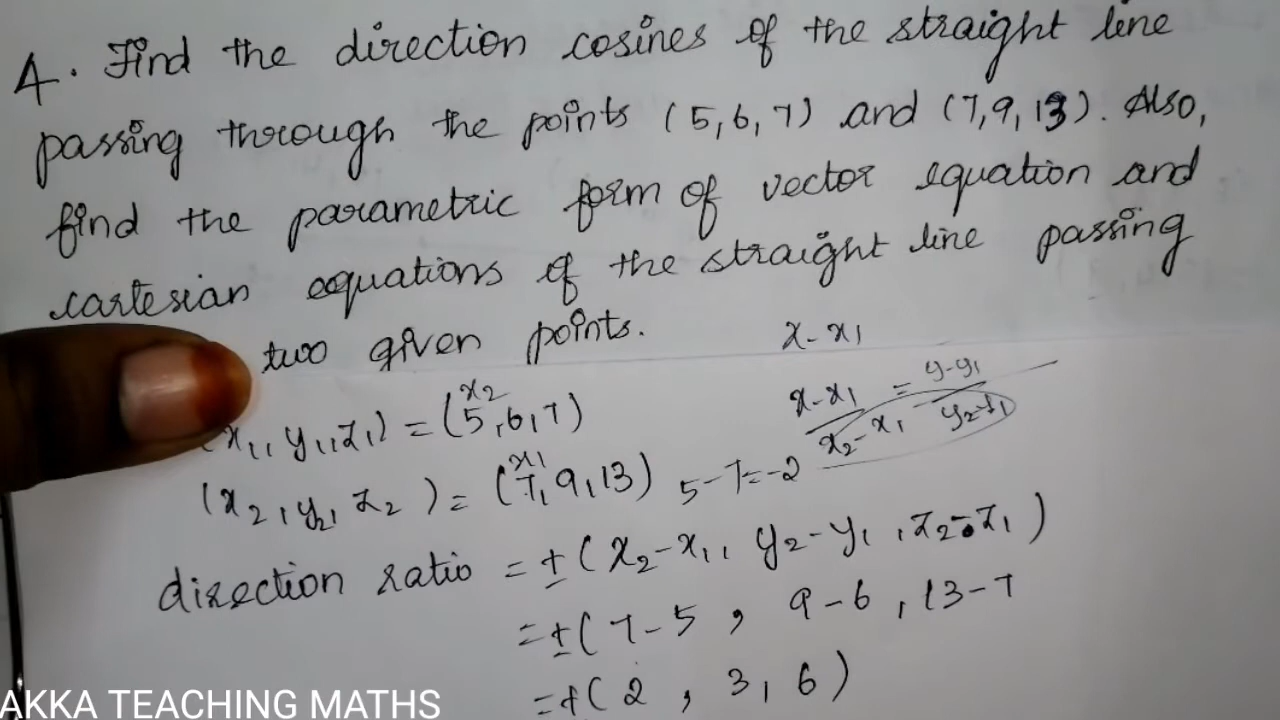 4. Find the direction cosines of the straight line
passing through the points (5,6,7) and (7,9,13). Also,
find the parametric form of vector equation and
cartesian equations of the straight line passing
two given points.
x-x1
x-x1 / x2-x1 = y-y1 / y2-y1
x2
x1, y1, z1) = (5,6,7)
x1
(x2, y2, z2) = (7,9,13) 5-7=-2
direction ratio = ±(x2-x1, y2-y1, z2-z1)
=±(7-5, 9-6, 13-7
=±(2, 3, 6)
AKKA TEACHING MATHS